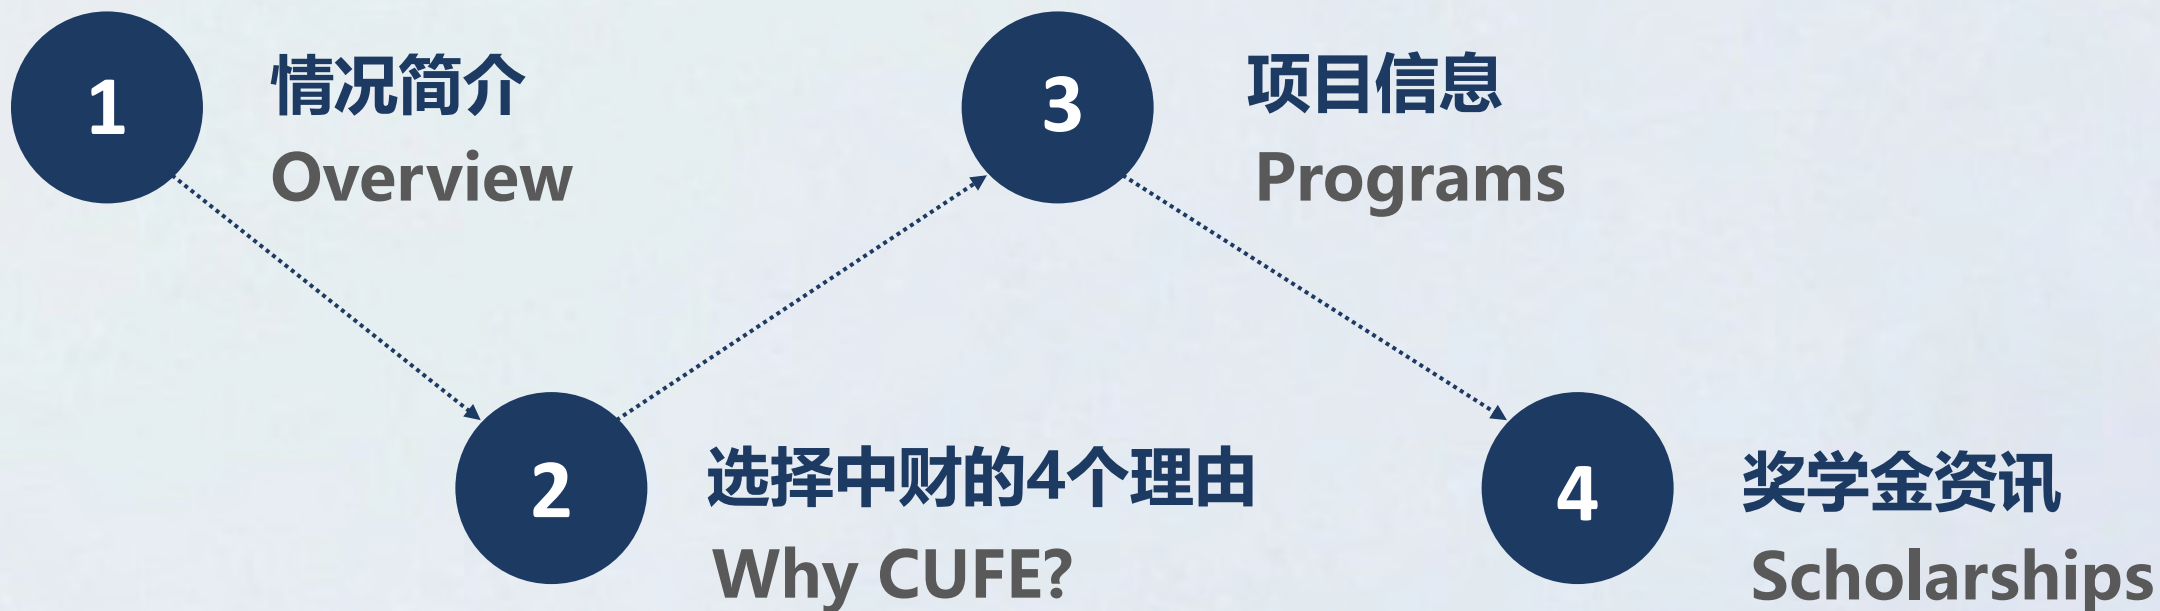 1
情况简介
Overview
2
选择中财的4个理由
Why CUFE?
3
项目信息
Programs
4
奖学金资讯
Scholarships